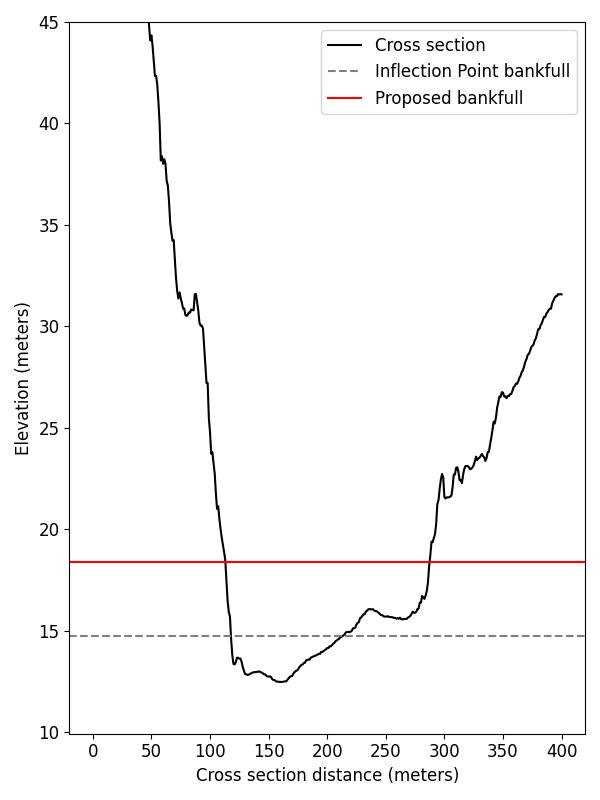 Cross section
Inflection Point bankfull
Proposed bankfull
45
40
35
30
25
20
15
10
Elevation (meters)
0 50 100 150 200 250 300 350 400
Cross section distance (meters)